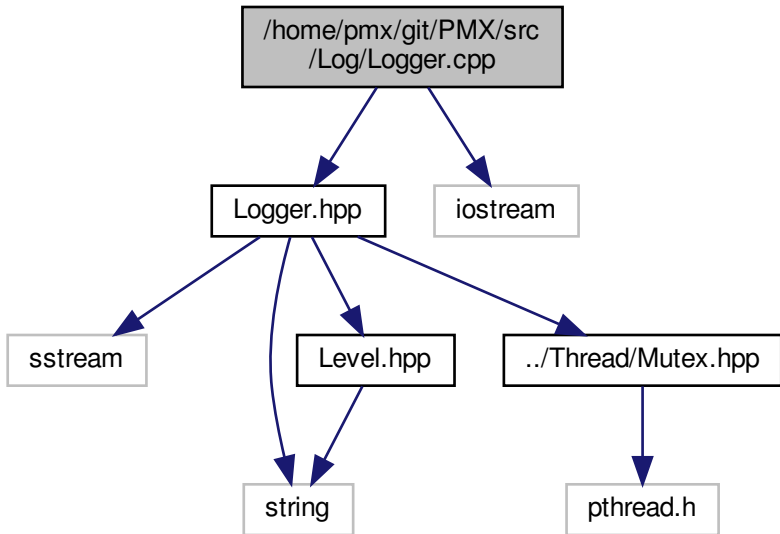 /home/pmx/git/PMX/src
/Log/Logger.cpp
Logger.hpp
iostream
sstream
Level.hpp
../Thread/Mutex.hpp
string
pthread.h